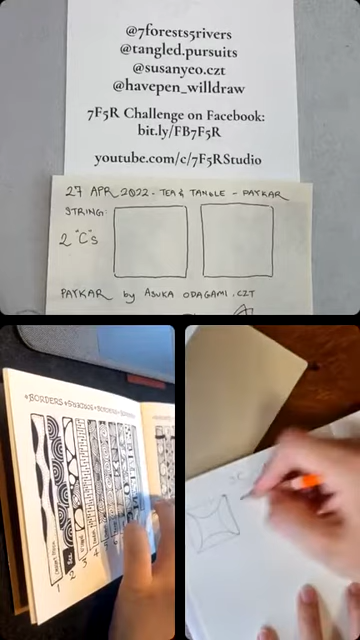 @7forests5rivers
@tangled.pursuits
@susanyeo.czt
@havepen_willdraw
7F5R Challenge on Facebook:
bit.ly/FB7F5R
youtube.com/c/7F5RStudio
27 APR 2022 - TEA & TANGLE - PAYKAR
STRING:
2 "C"s
PAYKAR by ASUKA ODAGAMI.CZT